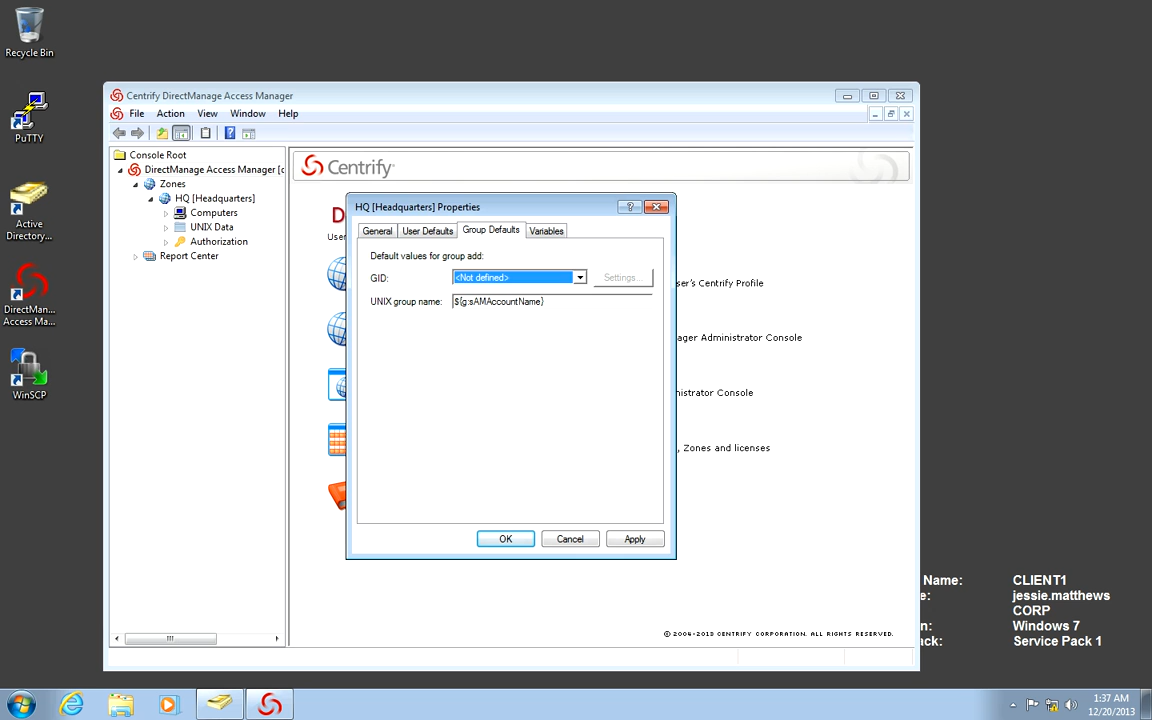 Recycle Bin
PuTTY
Active
Directory...
DirectMan...
Access Ma...
WinSCP
Centrify DirectManage Access Manager
File Action View Window Help
Console Root
DirectManage Access Manager [c
Zones
HQ [Headquarters]
Computers
UNIX Data
Authorization
Report Center
Centrify
D
User
ser's Centrify Profile
ager Administrator Console
nistrator Console
, Zones and licenses
© 2004-2013 CENTRIFY CORPORATION. ALL RIGHTS RESERVED.
HQ [Headquarters] Properties
General User Defaults Group Defaults Variables
Default values for group add:
GID: <Not defined> Settings...
UNIX group name: ${g:sAMAccountName}
OK Cancel Apply
Name: CLIENT1
e: jessie.matthews
CORP
n: Windows 7
ack: Service Pack 1
1:37 AM
12/20/2013